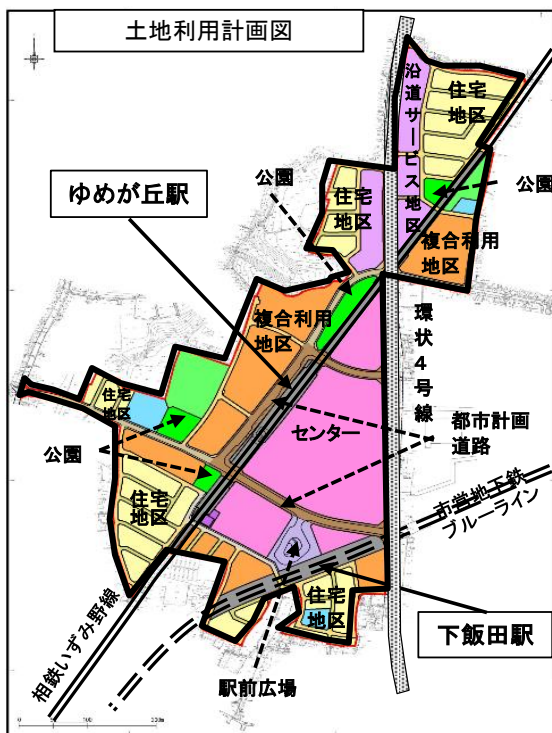 土地利用計画図
住宅
地区
沿道サービス地区
公園
公園
ゆめが丘駅
住宅
地区
複合利用
地区
複合利用
地区
環状4号線
住宅
地区
センター
都市計画
道路
公園
住宅
地区
市営地下鉄
ブルーライン
住宅
地区
下飯田駅
相鉄いずみ野線
駅前広場
0
200m